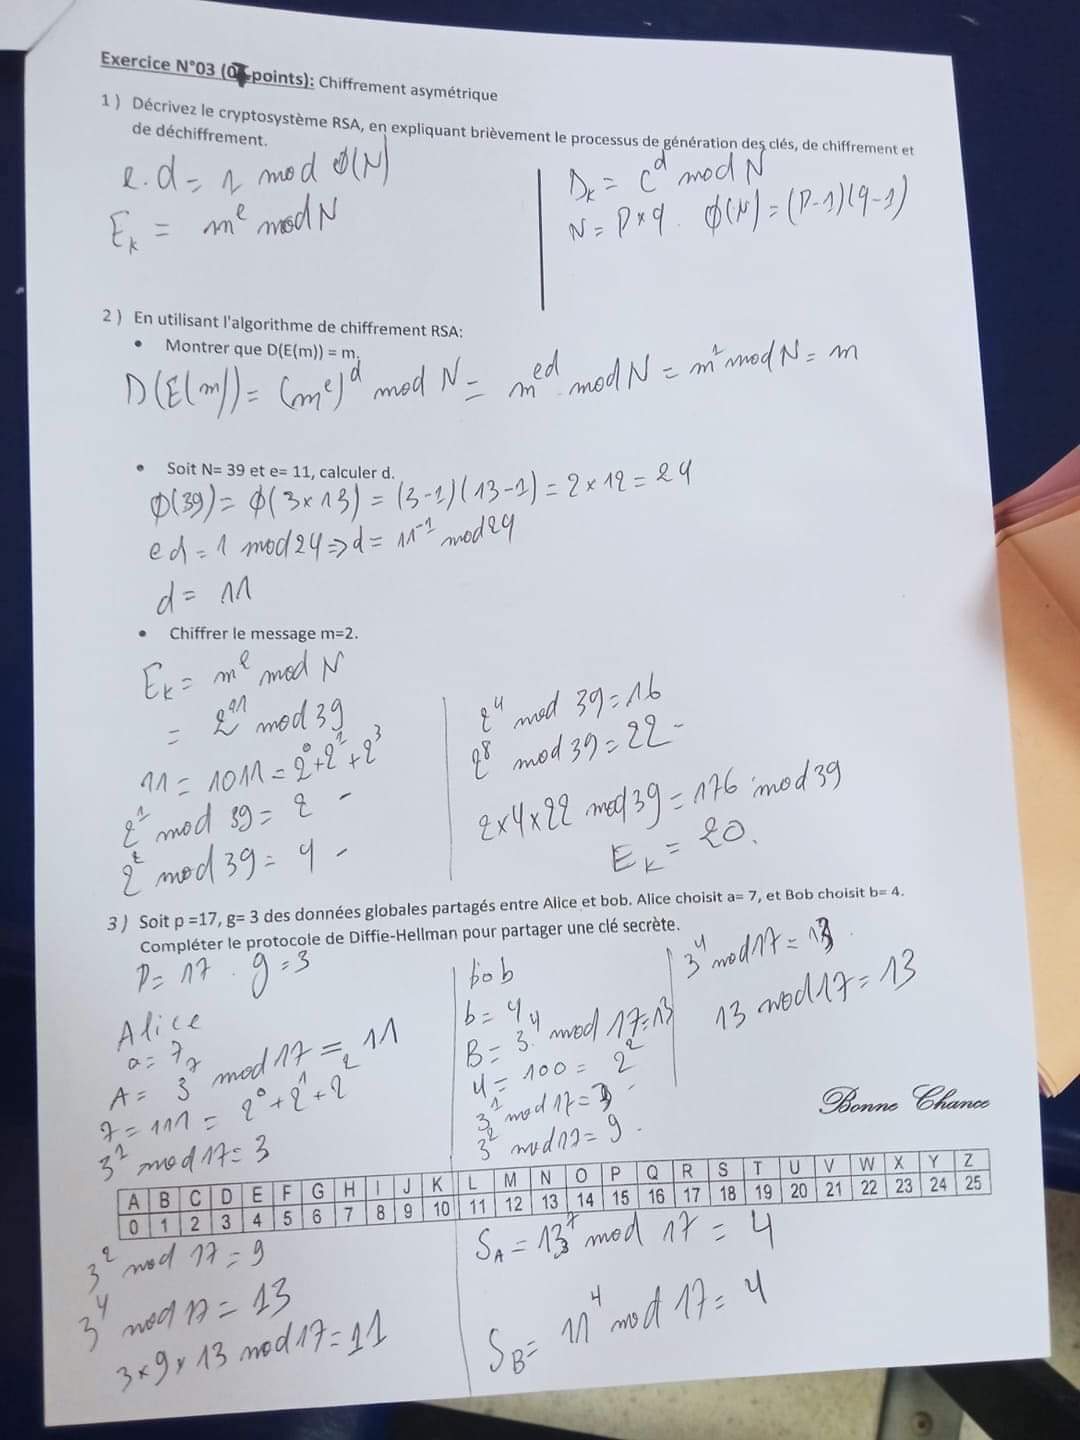 Exercice N°03 (07 points): Chiffrement asymétrique
1) Décrivez le cryptosystème RSA, en expliquant brièvement le processus de génération des clés, de chiffrement et
de déchiffrement.
e.d = 1 mod Ø(N)
E_k = m^e mod N
D_k = C^d mod N
N = P × q . Ø(N) = (P-1)(q-1)
2) En utilisant l'algorithme de chiffrement RSA:
• Montrer que D(E(m)) = m.
D(E(m)) = (m^e)^d mod N = m^ed mod N = m^1 mod N = m
• Soit N= 39 et e= 11, calculer d.
Ø(39) = Ø(3×13) = (3-1)(13-1) = 2×12 = 24
ed = 1 mod 24 => d = 11^-1 mod 24
d = 11
• Chiffrer le message m=2.
E_k = m^e mod N
= 2^11 mod 39
11 = 1011 = 2^0 + 2^1 + 2^3
2^1 mod 39 = 2 -
2^2 mod 39 = 4 -
2^4 mod 39 = 16
2^8 mod 39 = 22 -
2×4×22 mod 39 = 176 mod 39
E_k = 20.
3) Soit p =17, g= 3 des données globales partagés entre Alice et bob. Alice choisit a= 7, et Bob choisit b= 4.
Compléter le protocole de Diffie-Hellman pour partager une clé secrète.
P = 17 . g = 3
Alice
a = 7
A = 3^7 mod 17 = 11
7 = 111 = 2^0 + 2^1 + 2^2
3^1 mod 17 = 3
bob
b = 4
B = 3^4 mod 17 = 13
4 = 100 = 2^2
3^1 mod 17 = 3
3^2 mod 17 = 9
3^4 mod 17 = 13
13 mod 17 = 13
Bonne Chance
A B C D E F G H I J K L M N O P Q R S T U V W X Y Z
0 1 2 3 4 5 6 7 8 9 10 11 12 13 14 15 16 17 18 19 20 21 22 23 24 25
3^2 mod 17 = 9
3^4 mod 17 = 13
3×9×13 mod 17 = 11
S_A = 13^7 mod 17 = 4
S_B = 11^4 mod 17 = 4